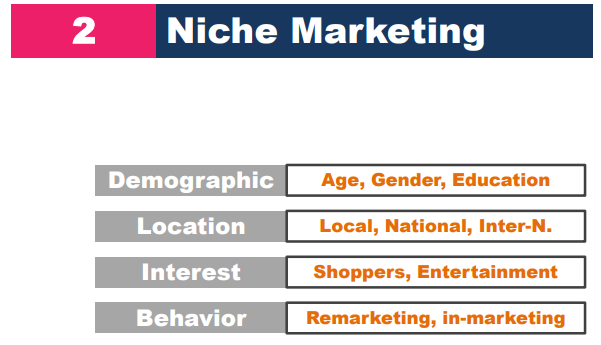 2 Niche Marketing
Demographic Age, Gender, Education
Location Local, National, Inter-N.
Interest Shoppers, Entertainment
Behavior Remarketing, in-marketing